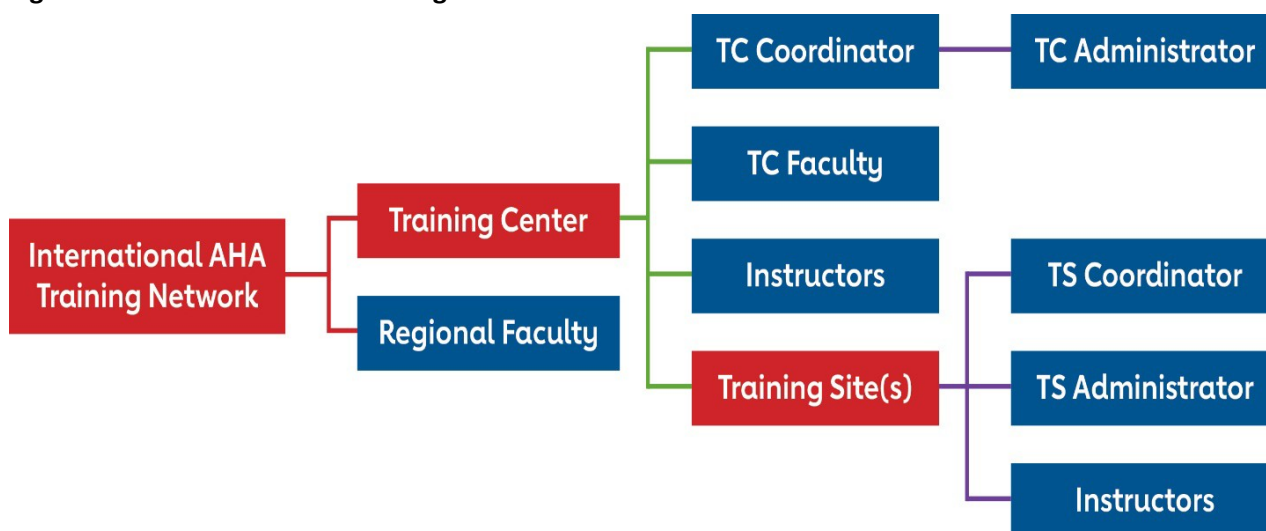 TC Coordinator
TC Administrator
TC Faculty
Training Center
International AHA
Training Network
Instructors
TS Coordinator
Regional Faculty
Training Site(s)
TS Administrator
Instructors